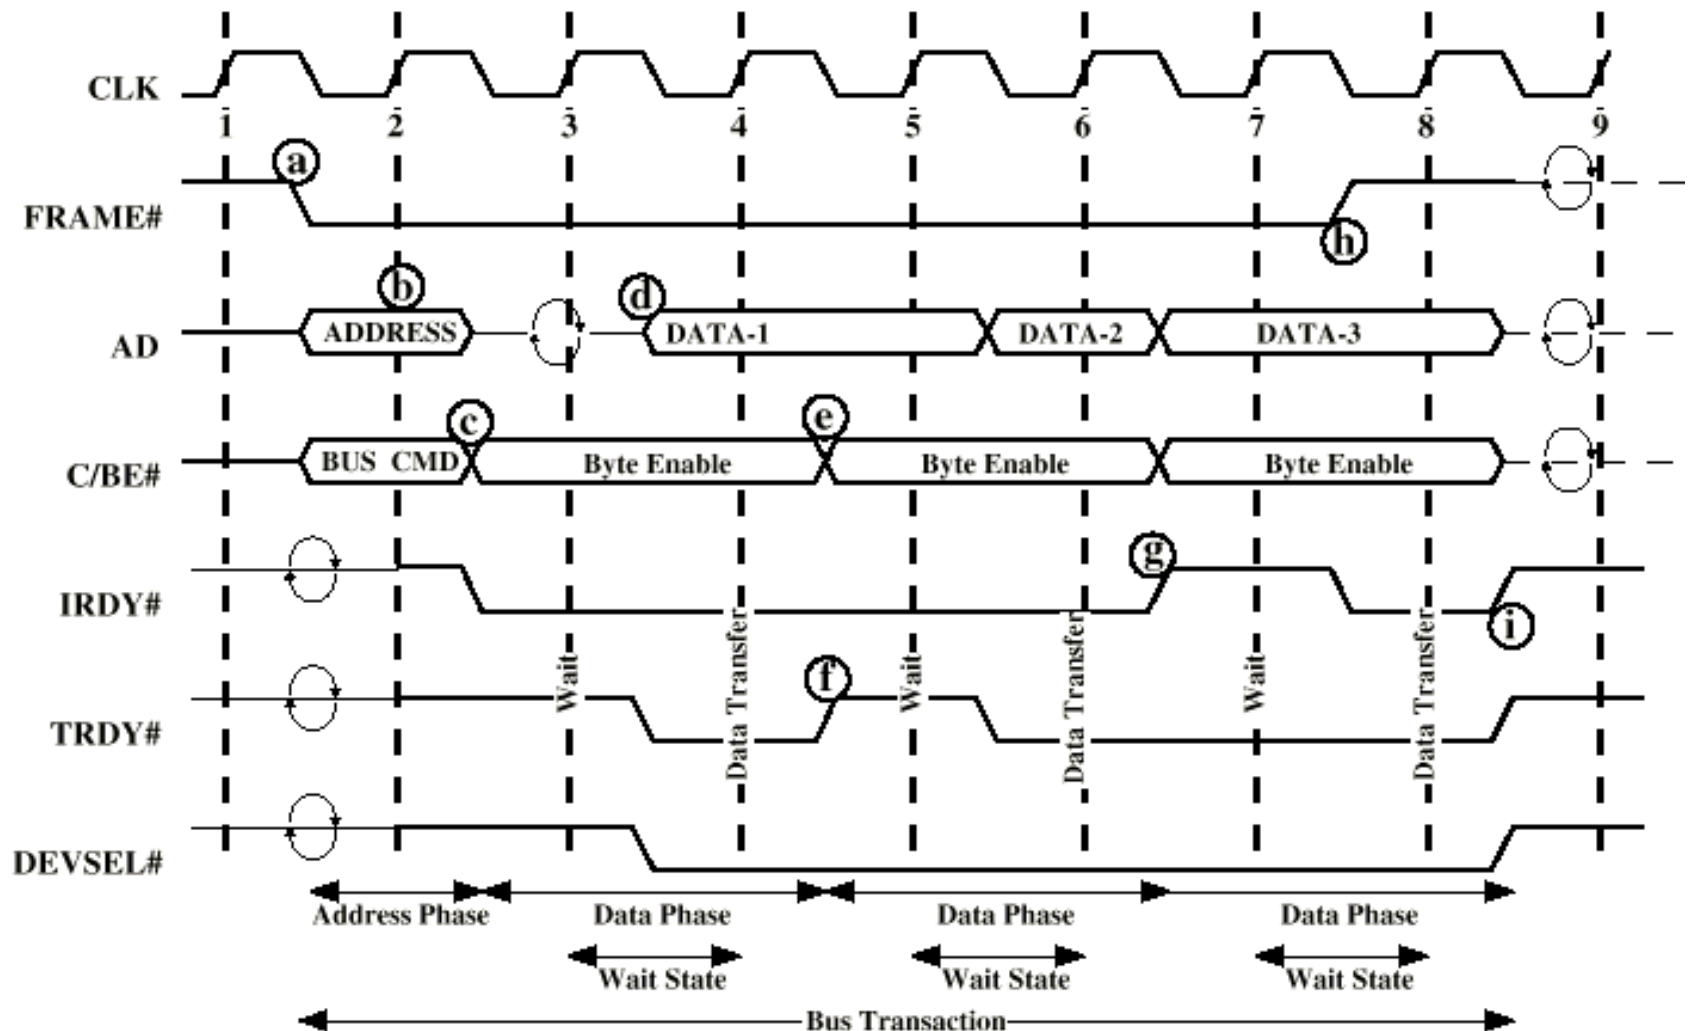 CLK
1 2 3 4 5 6 7 8 9
a
FRAME#
h
b
d
ADDRESS DATA-1 DATA-2 DATA-3
AD
c e
BUS CMD Byte Enable Byte Enable Byte Enable
C/BE#
g
IRDY#
i
Wait Data Transfer Wait Data Transfer Wait Data Transfer
f
TRDY#
DEVSEL#
Address Phase Data Phase Data Phase Data Phase
Wait State Wait State Wait State
Bus Transaction